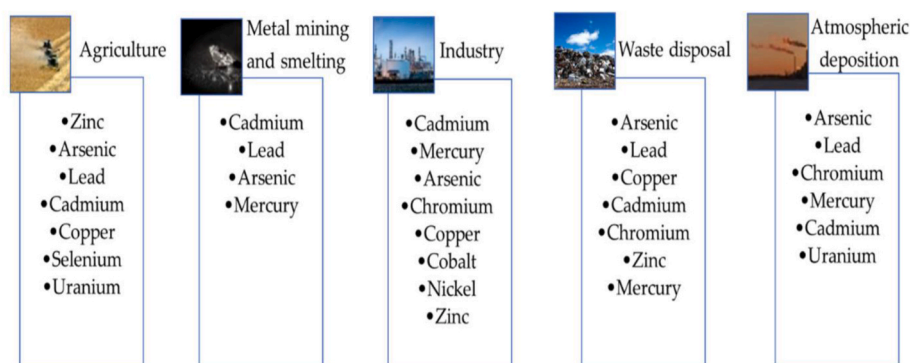 Agriculture
•Zinc
•Arsenic
•Lead
•Cadmium
•Copper
•Selenium
•Uranium
Metal mining
and smelting
•Cadmium
•Lead
•Arsenic
•Mercury
Industry
•Cadmium
•Mercury
•Arsenic
•Chromium
•Copper
•Cobalt
•Nickel
•Zinc
Waste disposal
•Arsenic
•Lead
•Copper
•Cadmium
•Chromium
•Zinc
•Mercury
Atmospheric
deposition
•Arsenic
•Lead
•Chromium
•Mercury
•Cadmium
•Uranium